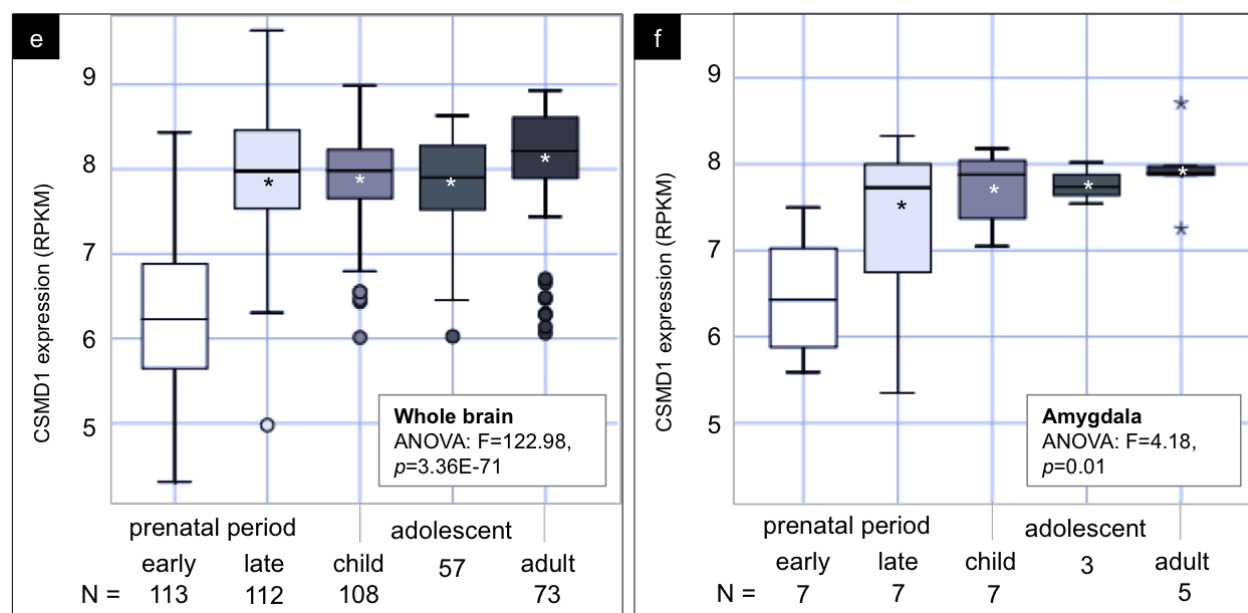 e
CSMD1 expression (RPKM)
9
8
7
6
5
*
*
*
*
Whole brain
ANOVA: F=122.98,
p=3.36E-71
prenatal period
adolescent
early late child 57 adult
N = 113 112 108 73
f
CSMD1 expression (RPKM)
9
8
7
6
5
*
*
*
*
*
*
Amygdala
ANOVA: F=4.18,
p=0.01
prenatal period
adolescent
early late child 3 adult
N = 7 7 7 5